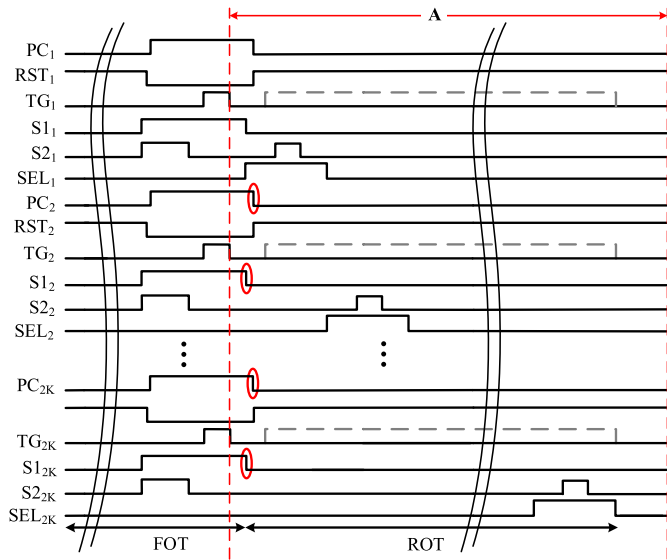 A
PC₁
RST₁
TG₁
S1₁
S2₁
SEL₁
PC₂
RST₂
TG₂
S1₂
S2₂
SEL₂
PC₂ₖ
TG₂ₖ
S1₂ₖ
S2₂ₖ
SEL₂ₖ
FOT ROT